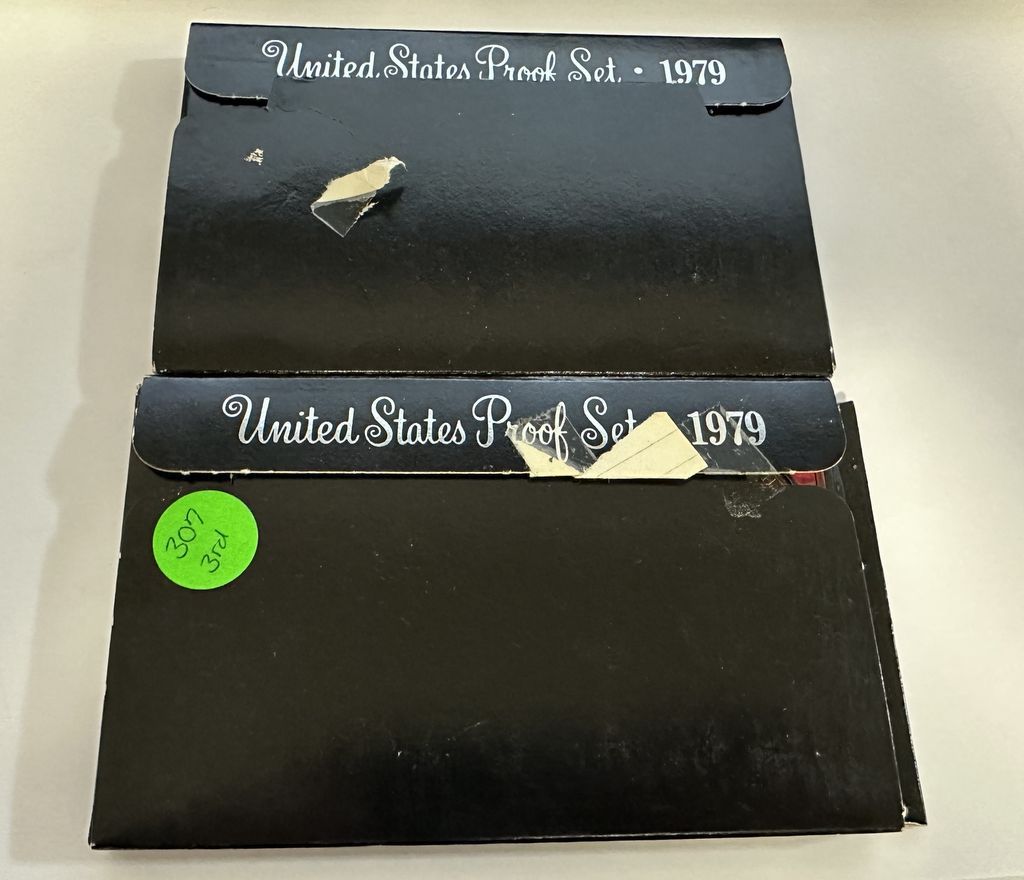 United States Proof Set • 1979
United States Proof Set 1979
307
3rd